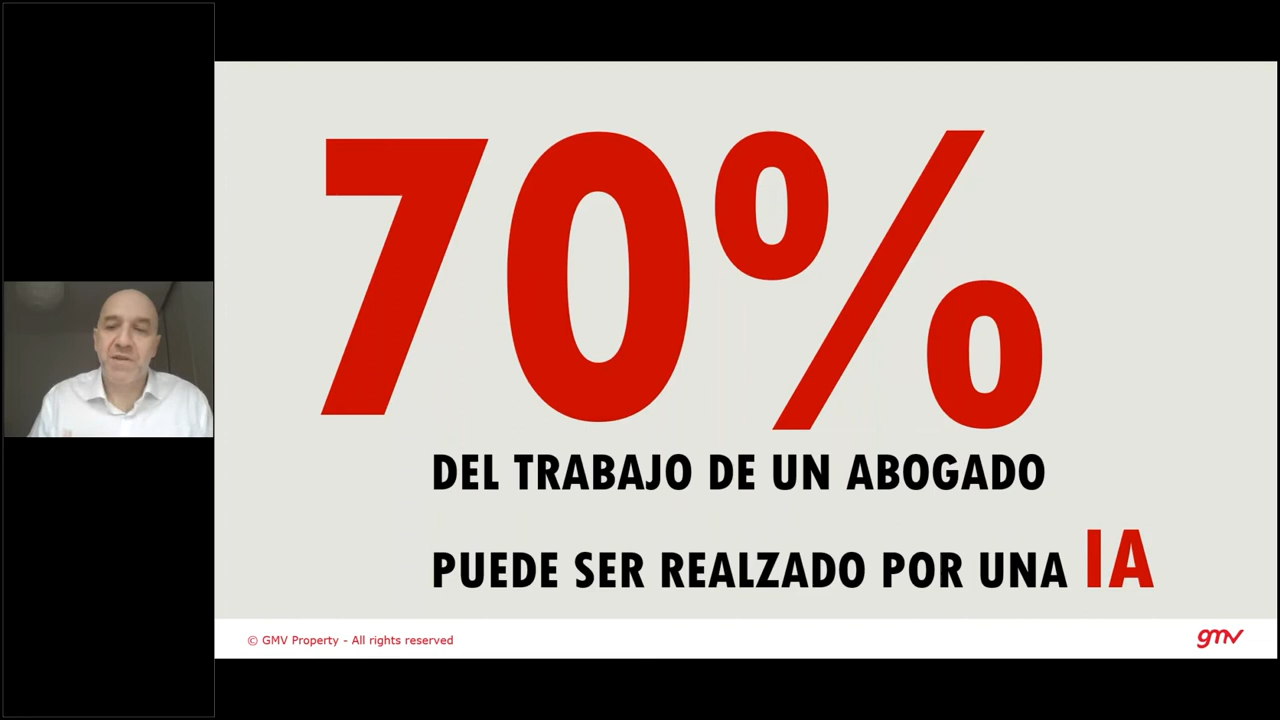 70%
DEL TRABAJO DE UN ABOGADO
PUEDE SER REALZADO POR UNA IA
© GMV Property - All rights reserved
gmv